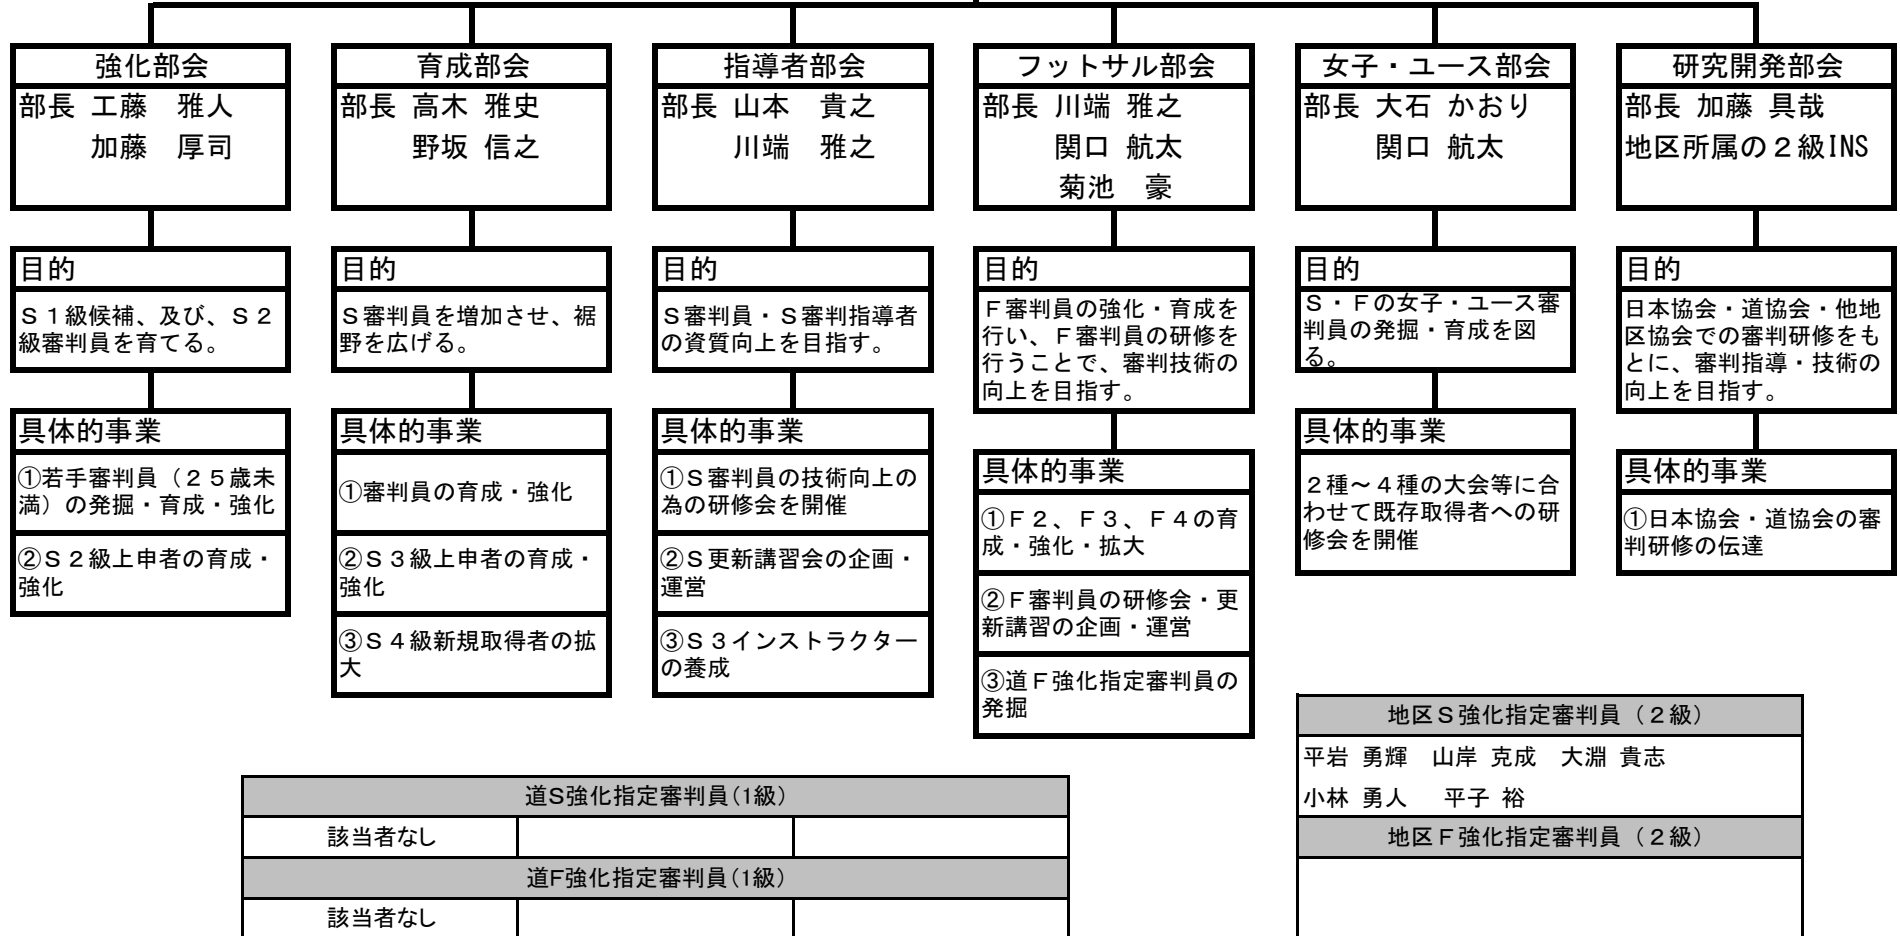 強化部会
部長 工藤　雅人
加藤　厚司
目的
Ｓ１級候補、及び、Ｓ２
級審判員を育てる。
具体的事業
①若手審判員（２５歳未
満）の発掘・育成・強化
②Ｓ２級上申者の育成・
強化
育成部会
部長 高木 雅史
野坂 信之
目的
Ｓ審判員を増加させ、裾
野を広げる。
具体的事業
①審判員の育成・強化
②Ｓ３級上申者の育成・
強化
③Ｓ４級新規取得者の拡
大
指導者部会
部長 山本　貴之
川端　雅之
目的
Ｓ審判員・Ｓ審判指導者
の資質向上を目指す。
具体的事業
①Ｓ審判員の技術向上の
為の研修会を開催
②Ｓ更新講習会の企画・
運営
③Ｓ３インストラクター
の養成
フットサル部会
部長 川端 雅之
関口 航太
菊池　豪
目的
Ｆ審判員の強化・育成を
行い、Ｆ審判員の研修を
行うことで、審判技術の
向上を目指す。
具体的事業
①Ｆ２、Ｆ３、Ｆ４の育
成・強化・拡大
②Ｆ審判員の研修会・更
新講習の企画・運営
③道Ｆ強化指定審判員の
発掘
女子・ユース部会
部長 大石 かおり
関口 航太
目的
Ｓ・Ｆの女子・ユース審
判員の発掘・育成を図
る。
具体的事業
２種～４種の大会等に合
わせて既存取得者への研
修会を開催
研究開発部会
部長 加藤 具哉
地区所属の２級INS
目的
日本協会・道協会・他地
区協会での審判研修をも
とに、審判指導・技術の
向上を目指す。
具体的事業
①日本協会・道協会の審
判研修の伝達
道S強化指定審判員(1級)
該当者なし
道F強化指定審判員(1級)
該当者なし
地区Ｓ強化指定審判員（２級）
平岩 勇輝　山岸 克成　大淵 貴志
小林 勇人　 平子 裕
地区Ｆ強化指定審判員（２級）